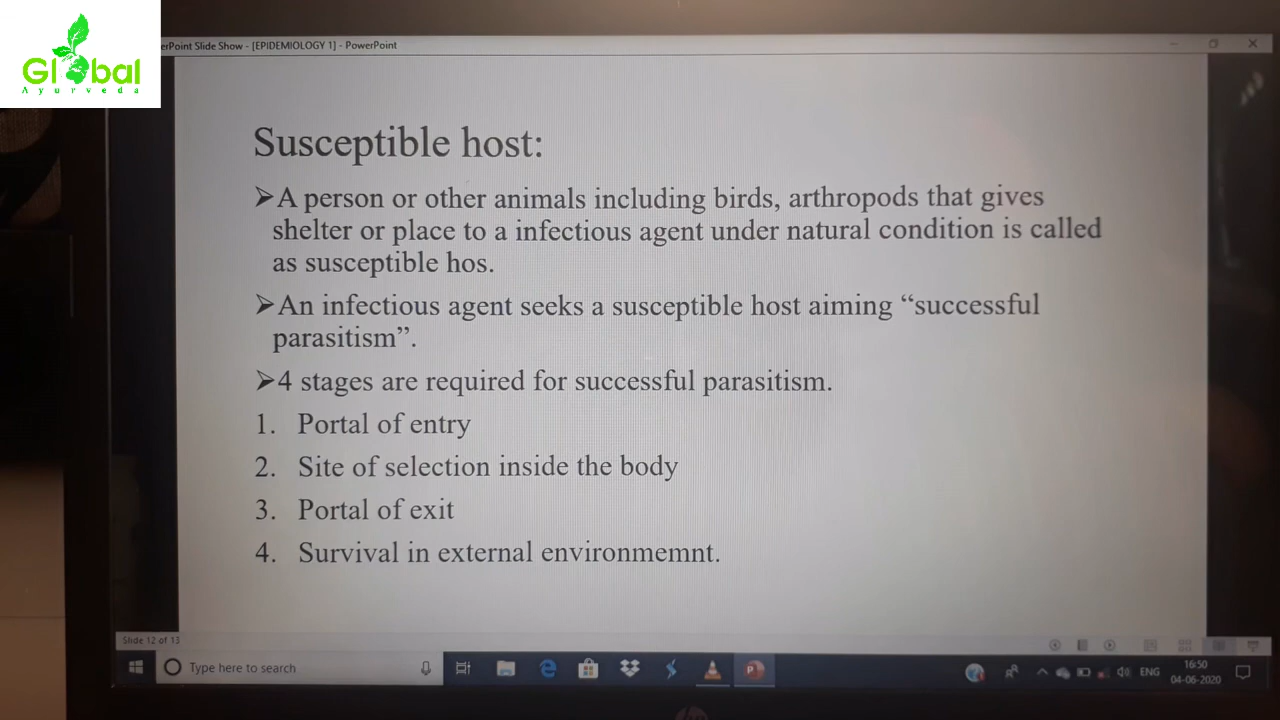 Global
Ayurveda
erPoint Slide Show - [EPIDEMIOLOGY 1] - PowerPoint
Susceptible host:
➢A person or other animals including birds, arthropods that gives
shelter or place to a infectious agent under natural condition is called
as susceptible hos.
➢An infectious agent seeks a susceptible host aiming “successful
parasitism”.
➢4 stages are required for successful parasitism.
1. Portal of entry
2. Site of selection inside the body
3. Portal of exit
4. Survival in external environmemnt.
Slide 12 of 13
Type here to search
ENG
16:50
04-06-2020